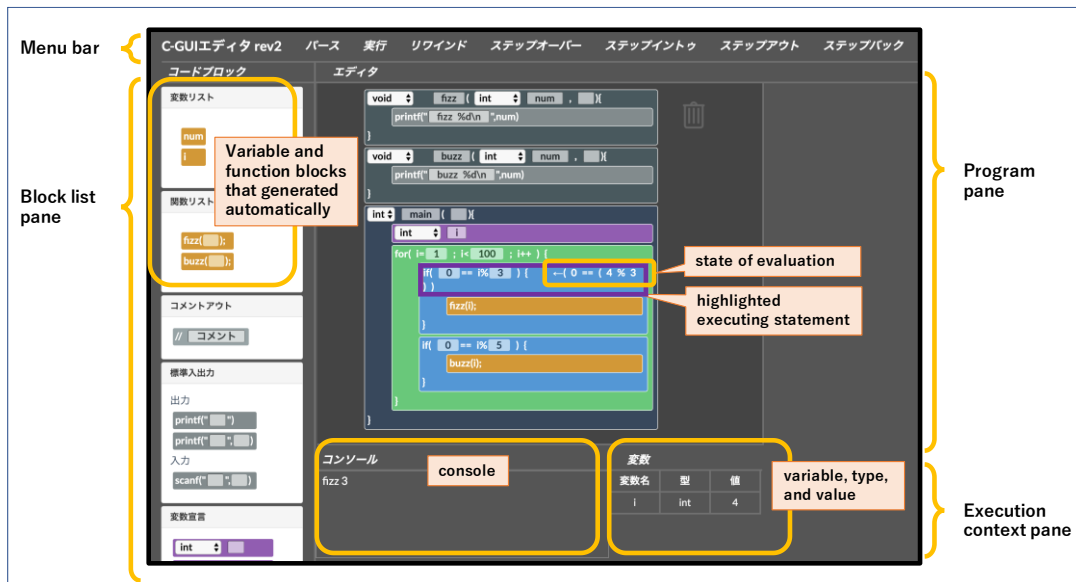 Menu bar
C-GUIエディタ rev2 パース 実行 リワインド ステップオーバー ステップイントゥ ステップアウト ステップバック
コードブロック
エディタ
Block list
pane
変数リスト
num
i
関数リスト
fizz( );
buzz( );
コメントアウト
// コメント
標準入出力
出力
printf(" ")
printf(" ", )
入力
scanf(" ", )
変数宣言
int
Variable and
function blocks
that generated
automatically
void fizz ( int num , ){
printf(" fizz %d\n ",num)
}
void buzz ( int num , ){
printf(" buzz %d\n ",num)
}
int main ( ){
int i
for( i= 1 ; i< 100 ; i++ ) {
if( 0 == i% 3 ) { ←( 0 == ( 4 % 3
) )
fizz(i);
}
if( 0 == i% 5 ) {
buzz(i);
}
}
}
state of evaluation
highlighted
executing statement
Program
pane
コンソール
fizz 3
console
変数
変数名 型 値
i int 4
variable, type,
and value
Execution
context pane